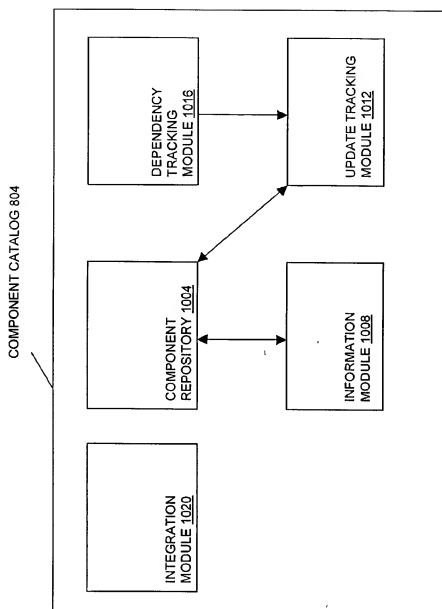 COMPONENT CATALOG 804
INTEGRATION
MODULE 1020
COMPONENT
REPOSITORY 1004
DEPENDENCY
TRACKING
MODULE 1016
INFORMATION
MODULE 1008
UPDATE TRACKING
MODULE 1012